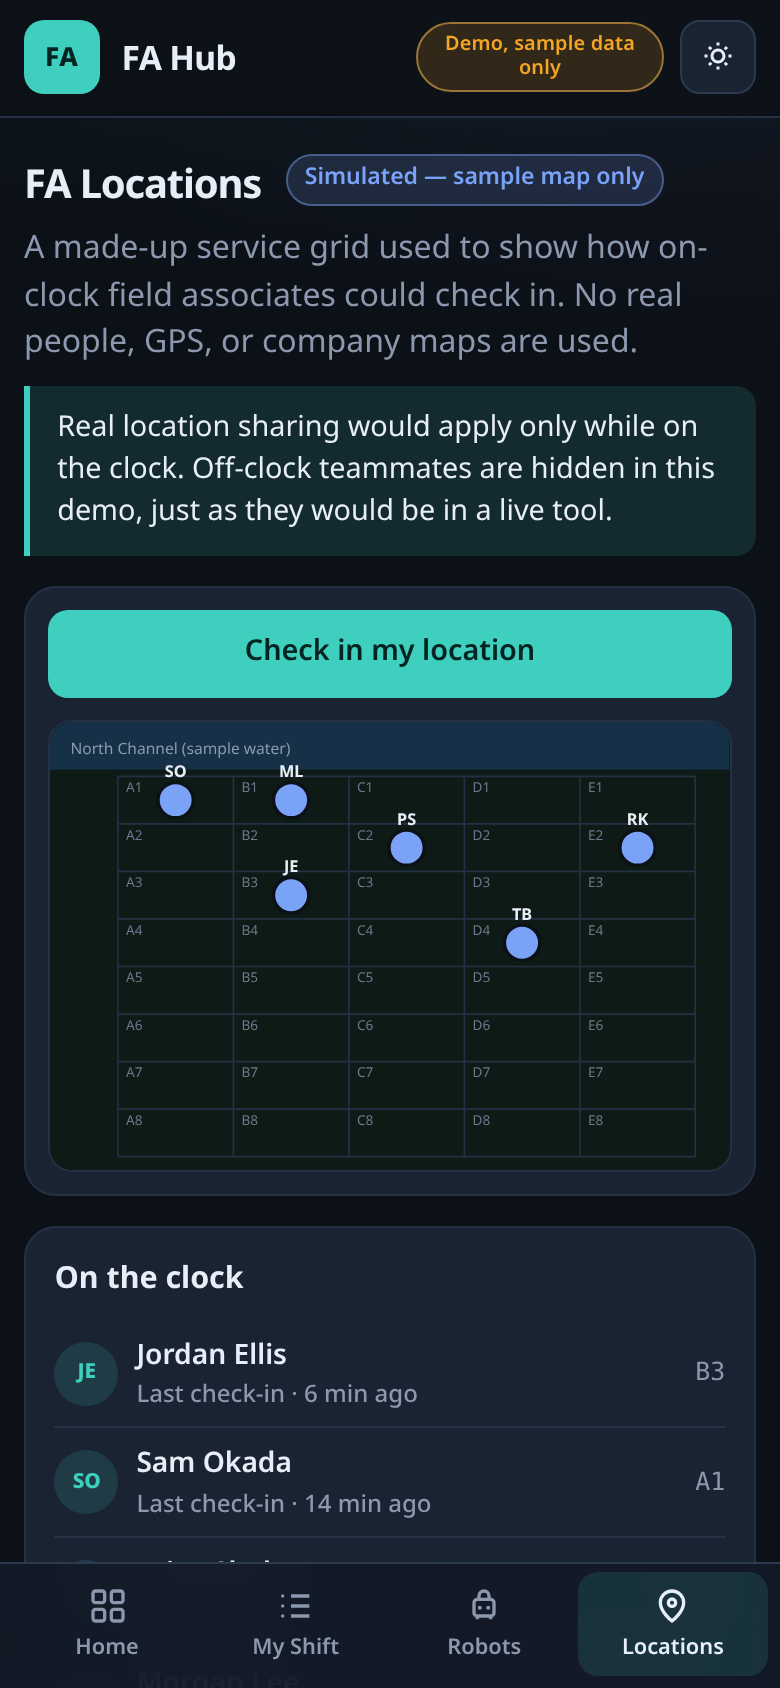 FA
FA Hub
Demo, sample data
only
FA Locations
Simulated — sample map only
A made-up service grid used to show how on-
clock field associates could check in. No real
people, GPS, or company maps are used.
Real location sharing would apply only while on
the clock. Off-clock teammates are hidden in this
demo, just as they would be in a live tool.
Check in my location
North Channel (sample water)
SO
ML
A1
B1
C1
D1
E1
PS
RK
A2
B2
C2
D2
E2
JE
A3
B3
C3
D3
E3
TB
A4
B4
C4
D4
E4
A5
B5
C5
D5
E5
A6
B6
C6
D6
E6
A7
B7
C7
D7
E7
A8
B8
C8
D8
E8
On the clock
JE
Jordan Ellis
B3
Last check-in · 6 min ago
SO
Sam Okada
A1
Last check-in · 14 min ago
Home
My Shift
Robots
Locations
Morgan Lee